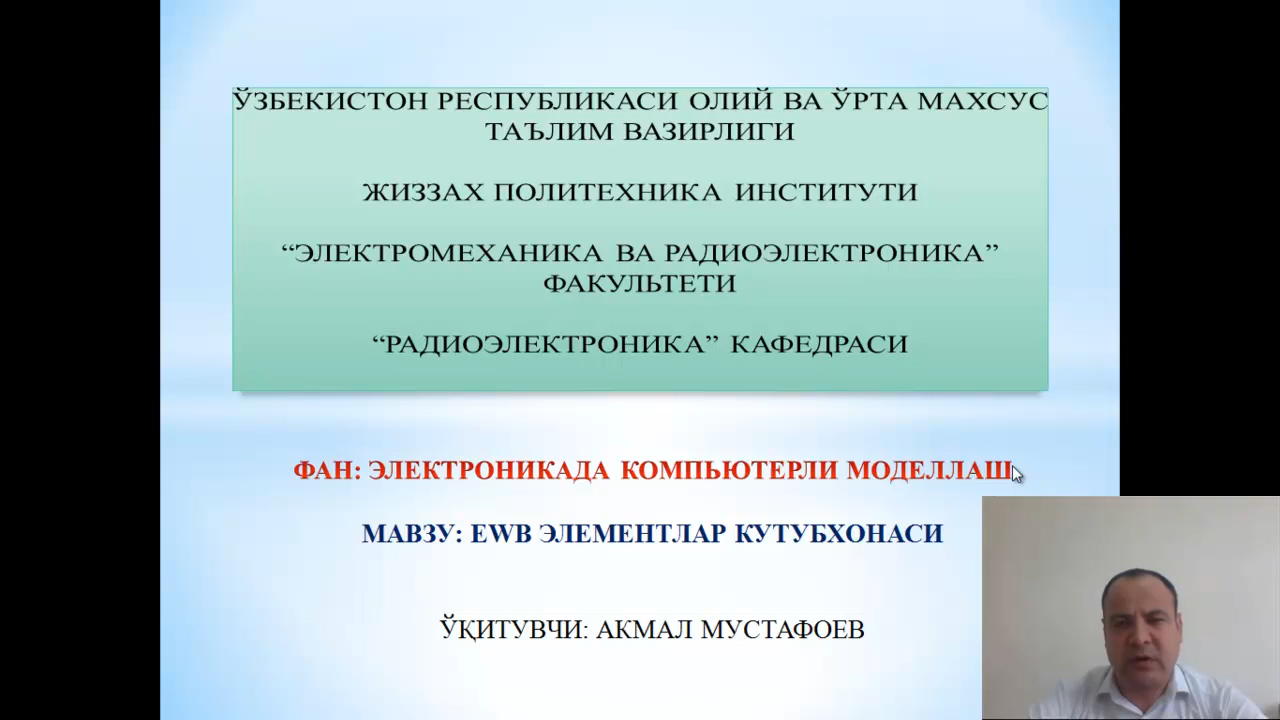 ЎЗБЕКИСТОН РЕСПУБЛИКАСИ ОЛИЙ ВА ЎРТА МАХСУС
ТАЪЛИМ ВАЗИРЛИГИ
ЖИЗЗАХ ПОЛИТЕХНИКА ИНСТИТУТИ
“ЭЛЕКТРОМЕХАНИКА ВА РАДИОЭЛЕКТРОНИКА”
ФАКУЛЬТЕТИ
“РАДИОЭЛЕКТРОНИКА” КАФЕДРАСИ
ФАН: ЭЛЕКТРОНИКАДА КОМПЬЮТЕРЛИ МОДЕЛЛАШ
МАВЗУ: EWB ЭЛЕМЕНТЛАР КУТУБХОНАСИ
ЎҚИТУВЧИ: АКМАЛ МУСТАФОЕВ